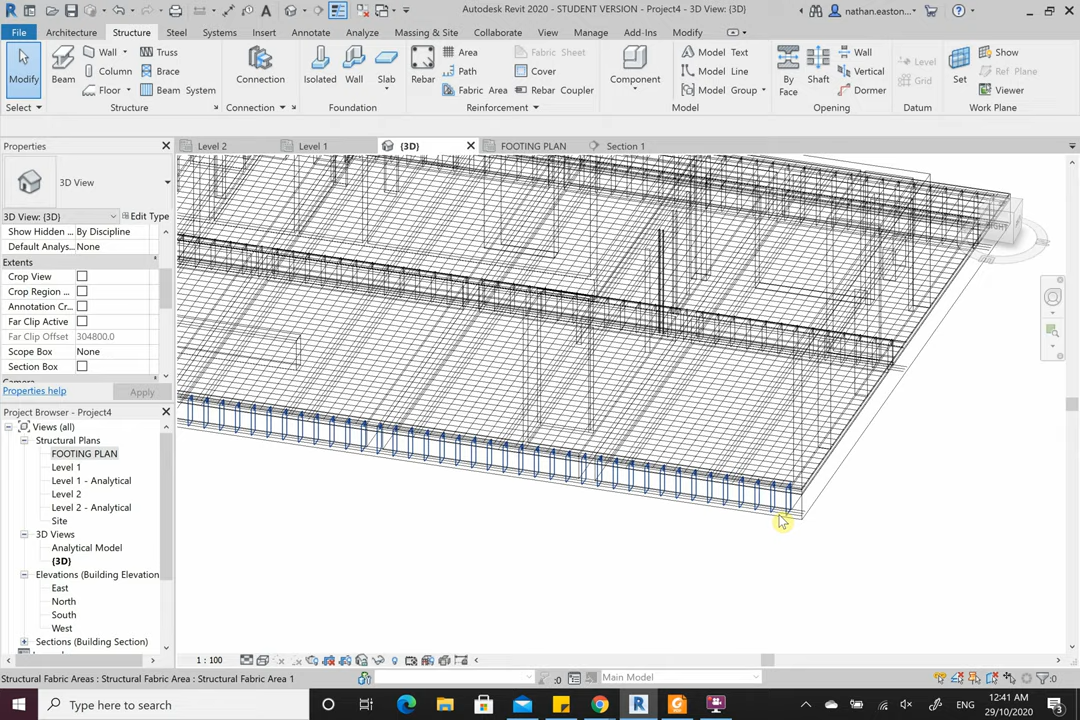 Autodesk Revit 2020 - STUDENT VERSION - Project4 - 3D View: {3D}
nathan.easton...
File
Architecture
Structure
Steel
Systems
Insert
Annotate
Analyze
Massing & Site
Collaborate
View
Manage
Add-Ins
Modify
Modify
Beam
Wall
Column
Floor
Truss
Brace
Beam System
Connection
Isolated
Wall
Slab
Rebar
Area
Path
Fabric Area
Fabric Sheet
Cover
Rebar Coupler
Component
Model Text
Model Line
Model Group
By
Face
Shaft
Wall
Vertical
Dormer
Level
Grid
Set
Show
Ref Plane
Viewer
Select
Structure
Connection
Foundation
Reinforcement
Model
Opening
Datum
Work Plane
Properties
Level 2
Level 1
{3D}
FOOTING PLAN
Section 1
3D View
3D View: {3D}
Edit Type
Show Hidden ... By Discipline
Default Analys... None
Extents
Crop View
Crop Region ...
Annotation Cr...
Far Clip Active
Far Clip Offset 304800.0
Scope Box None
Section Box
Properties help
Apply
Project Browser - Project4
Views (all)
Structural Plans
FOOTING PLAN
Level 1
Level 1 - Analytical
Level 2
Level 2 - Analytical
Site
3D Views
Analytical Model
{3D}
Elevations (Building Elevation
East
North
South
West
Sections (Building Section)
1 : 100
Structural Fabric Areas : Structural Fabric Area : Structural Fabric Area 1
:0
Main Model
:0
Type here to search
ENG
12:41 AM
29/10/2020
3